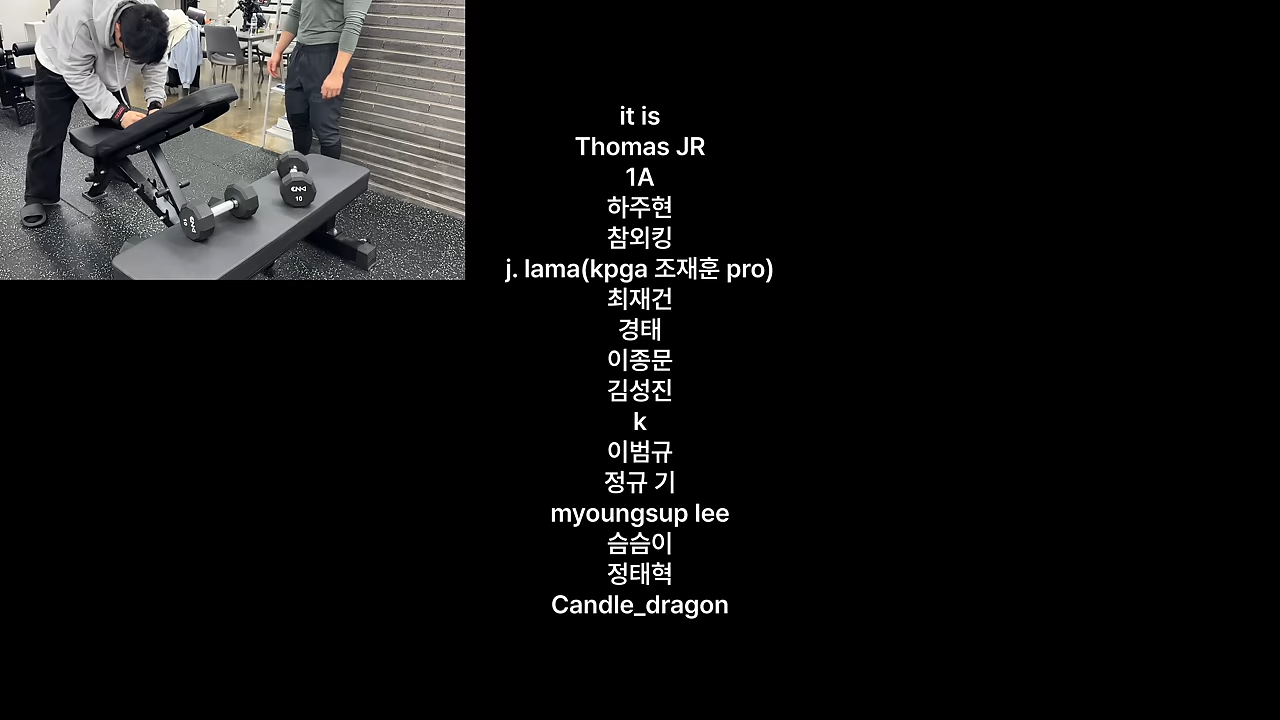 it is
Thomas JR
1A
하주현
참외킹
j. lama(kpga 조재훈 pro)
최재건
경태
이종문
김성진
k
이범규
정규 기
myoungsup lee
슴슴이
정태혁
Candle_dragon
10